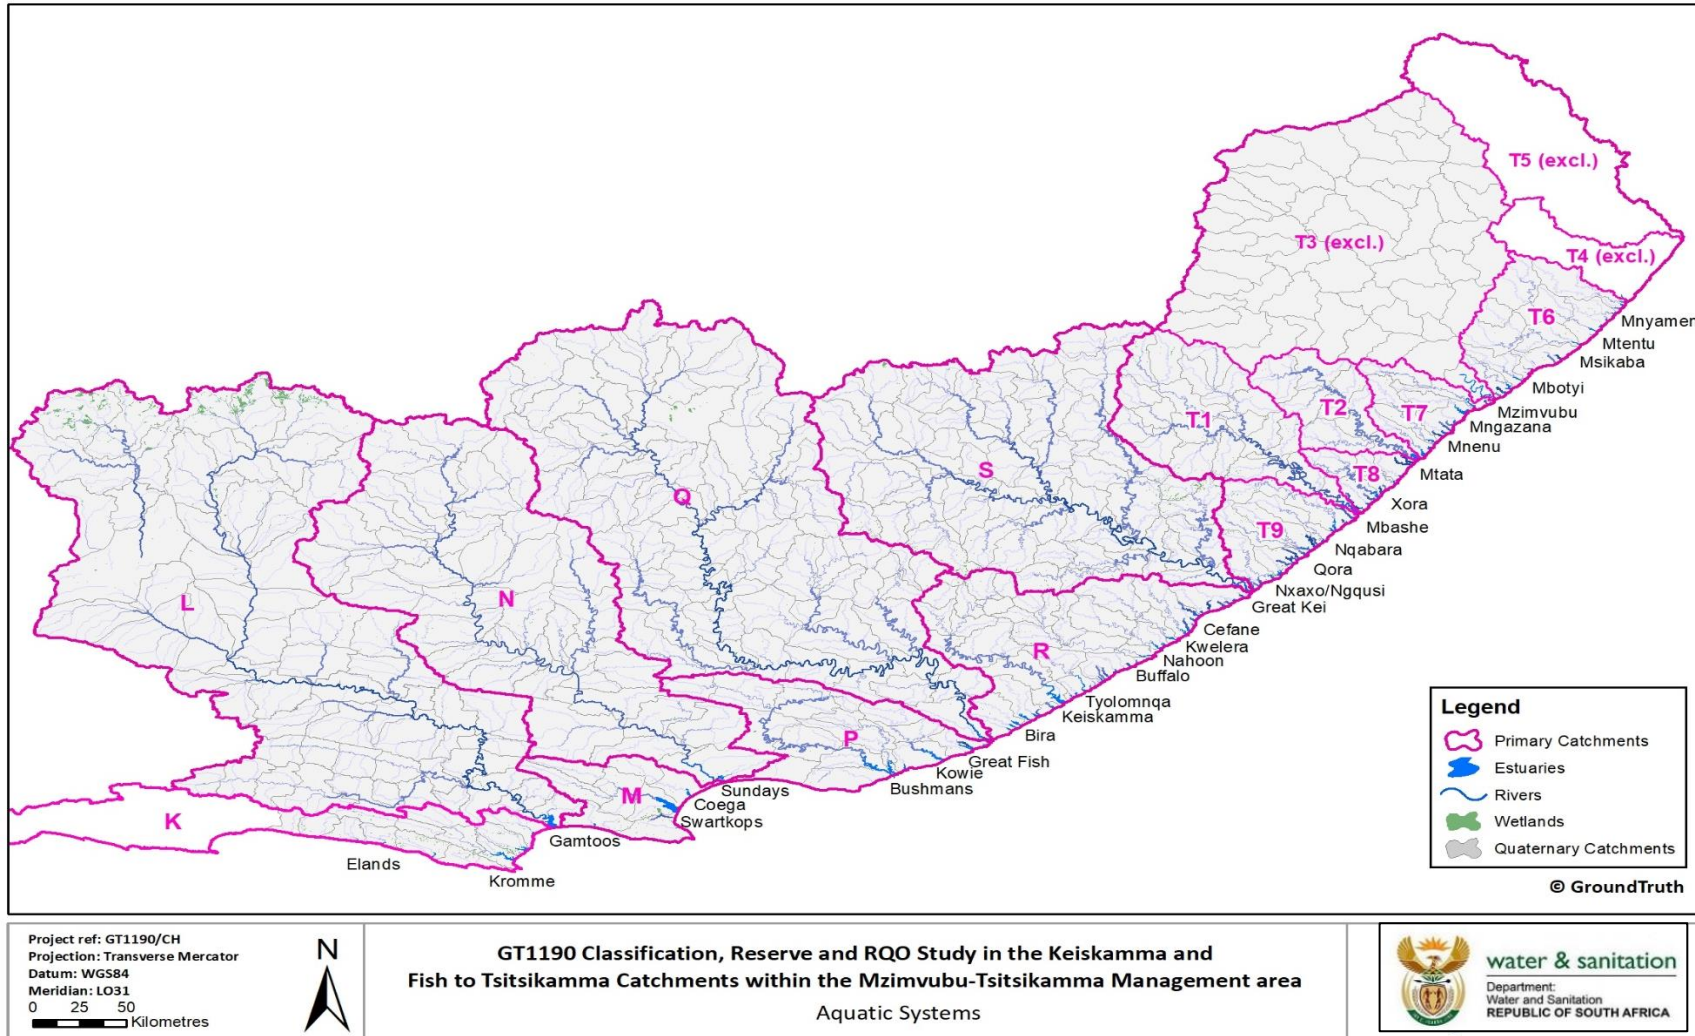 T5 (excl.)
T3 (excl.)
T4 (excl.)
T6
Mnyamen
Mtentu
Msikaba
Mbotyi
Mzimvubu
Mngazana
Mnenu
Mtata
Xora
Mbashe
Nqabara
Qora
Nxaxo/Ngqusi
Great Kei
Cefane
Kwelera
Nahoon
Buffalo
Tyolomnqa
Keiskamma
Bira
Great Fish
Kowie
Bushmans
Sundays
Coega
Swartkops
Gamtoos
Kromme
Elands
T1
T2
T7
T8
T9
S
Q
R
N
L
P
M
K
Legend
Primary Catchments
Estuaries
Rivers
Wetlands
Quaternary Catchments
© GroundTruth
Project ref: GT1190/CH
Projection: Transverse Mercator
Datum: WGS84
Meridian: LO31
0 25 50
Kilometres
N
GT1190 Classification, Reserve and RQO Study in the Keiskamma and
Fish to Tsitsikamma Catchments within the Mzimvubu-Tsitsikamma Management area
Aquatic Systems
water & sanitation
Department:
Water and Sanitation
REPUBLIC OF SOUTH AFRICA